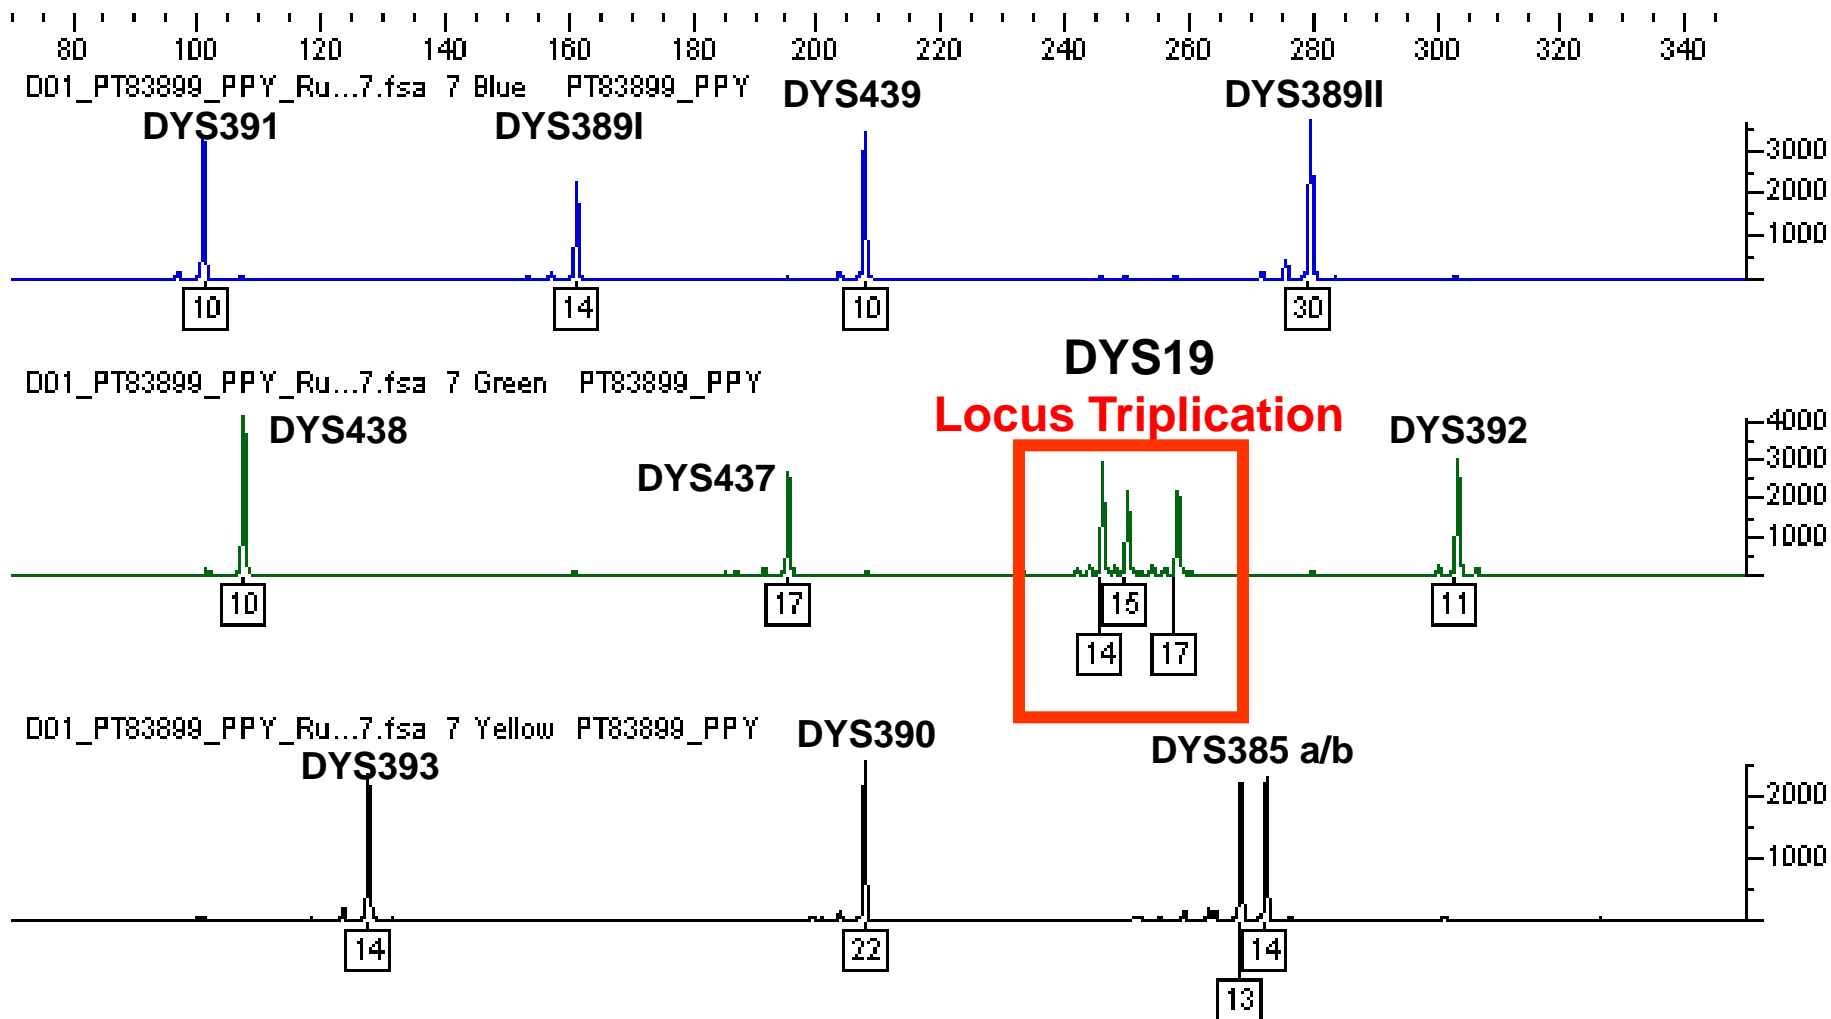 80 100 120 140 160 180 200 220 240 260 280 300 320 340
D01_PT83899_PPY_Ru...7.fsa 7 Blue PT83899_PPY
DYS439
DYS389II
DYS391
DYS389I
3000
2000
1000
10
14
10
30
DYS19
D01_PT83899_PPY_Ru...7.fsa 7 Green PT83899_PPY
Locus Triplication
DYS438
DYS392
DYS437
4000
3000
2000
1000
10
17
15
11
14
17
D01_PT83899_PPY_Ru...7.fsa 7 Yellow PT83899_PPY
DYS390
DYS385 a/b
DYS393
2000
1000
14
22
14
13